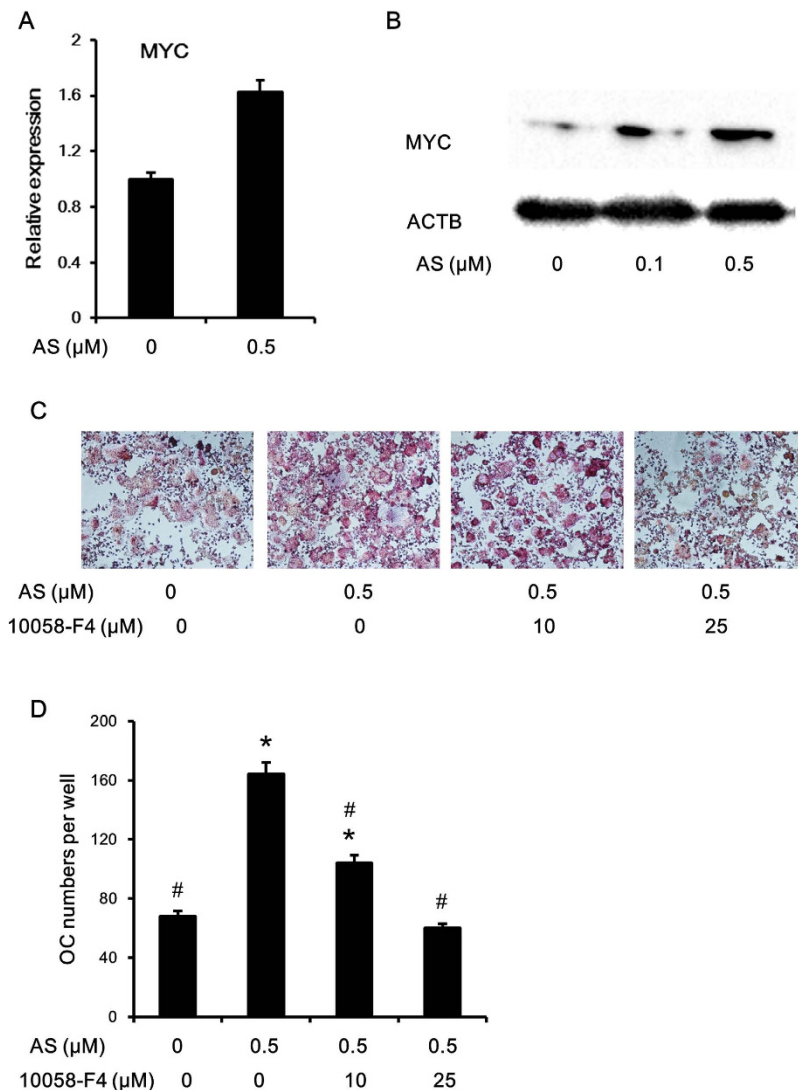 A
MYC
Relative expression
2
1.6
1.2
0.8
0.4
0
AS (µM) 0 0.5
B
MYC
ACTB
AS (µM) 0 0.1 0.5
C
AS (µM) 0 0.5 0.5 0.5
10058-F4 (µM) 0 0 10 25
D
OC numbers per well
200
160
120
80
40
0
# * # * #
AS (µM) 0 0.5 0.5 0.5
10058-F4 (µM) 0 0 10 25